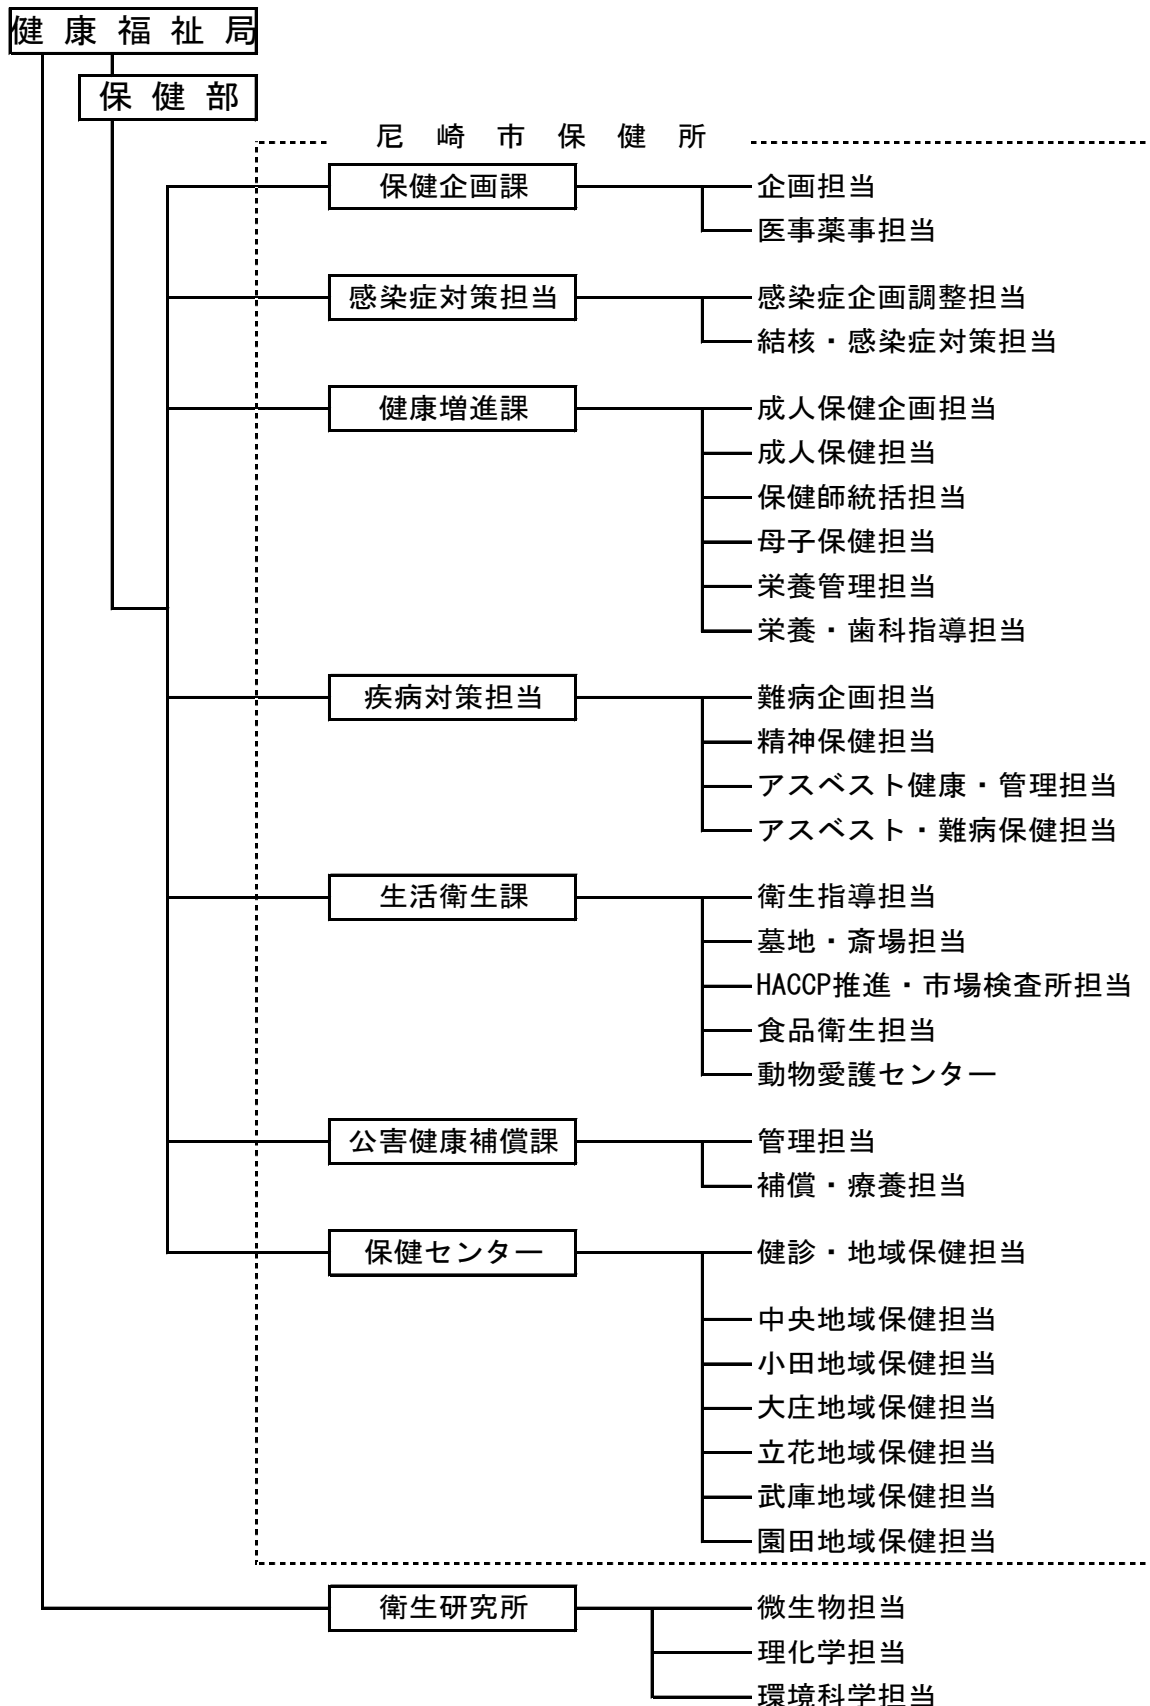 健康福祉局
保健部
尼崎市保健所
保健企画課
企画担当
医事薬事担当
感染症対策担当
感染症企画調整担当
結核・感染症対策担当
健康増進課
成人保健企画担当
成人保健担当
保健師統括担当
母子保健担当
栄養管理担当
栄養・歯科指導担当
疾病対策担当
難病企画担当
精神保健担当
アスベスト健康・管理担当
アスベスト・難病保健担当
生活衛生課
衛生指導担当
墓地・斎場担当
HACCP推進・市場検査所担当
食品衛生担当
動物愛護センター
公害健康補償課
管理担当
補償・療養担当
保健センター
健診・地域保健担当
中央地域保健担当
小田地域保健担当
大庄地域保健担当
立花地域保健担当
武庫地域保健担当
園田地域保健担当
衛生研究所
微生物担当
理化学担当
環境科学担当